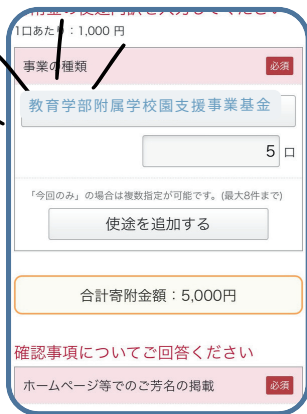 1口あたり：1,000 円
事業の種類 必須
教育学部附属学校園支援事業基金
5 口
「今回のみ」の場合は複数指定が可能です。(最大8件まで)
使途を追加する
合計寄附金額：5,000円
確認事項についてご回答ください
ホームページ等でのご芳名の掲載 必須